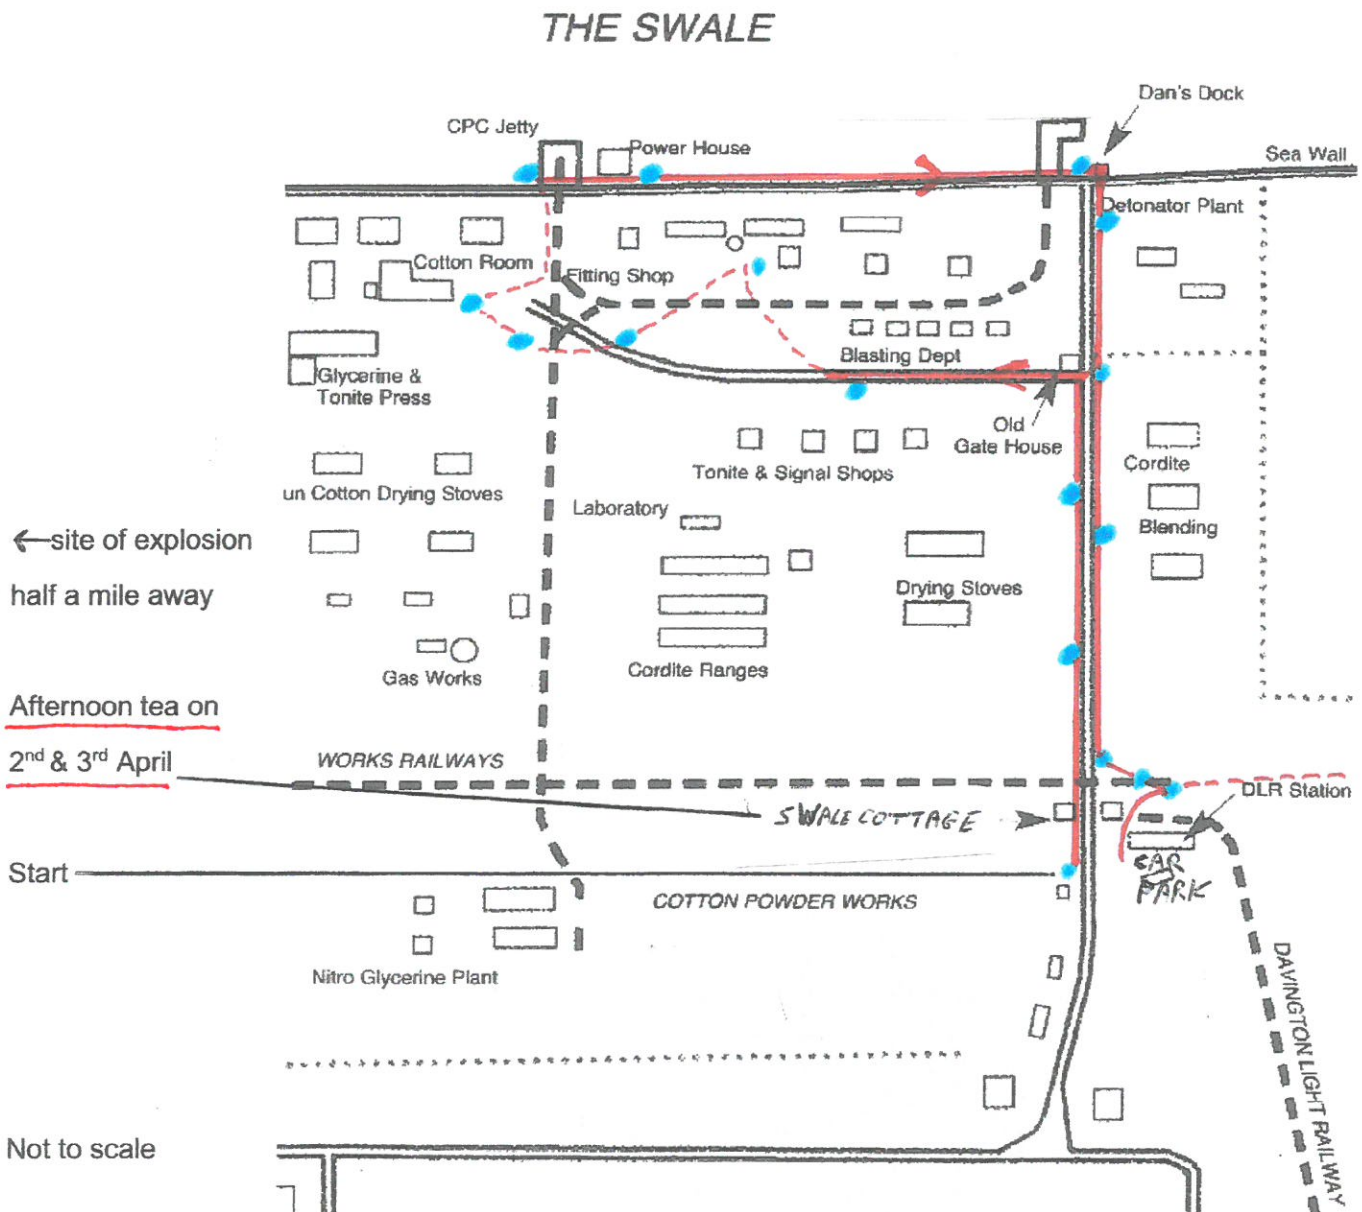 THE SWALE
Dan's Dock
CPC Jetty
Power House
Sea Wall
Detonator Plant
Cotton Room
Fitting Shop
Blasting Dept
Glycerine &
Tonite Press
Old
Gate House
Tonite & Signal Shops
Cordite
un Cotton Drying Stoves
Laboratory
Blending
←site of explosion
half a mile away
Drying Stoves
Cordite Ranges
Gas Works
Afternoon tea on
2nd & 3rd April
WORKS RAILWAYS
DLR Station
SWALE COTTAGE
CAR
PARK
Start
COTTON POWDER WORKS
Nitro Glycerine Plant
DAVINGTON LIGHT RAILWAY
Not to scale